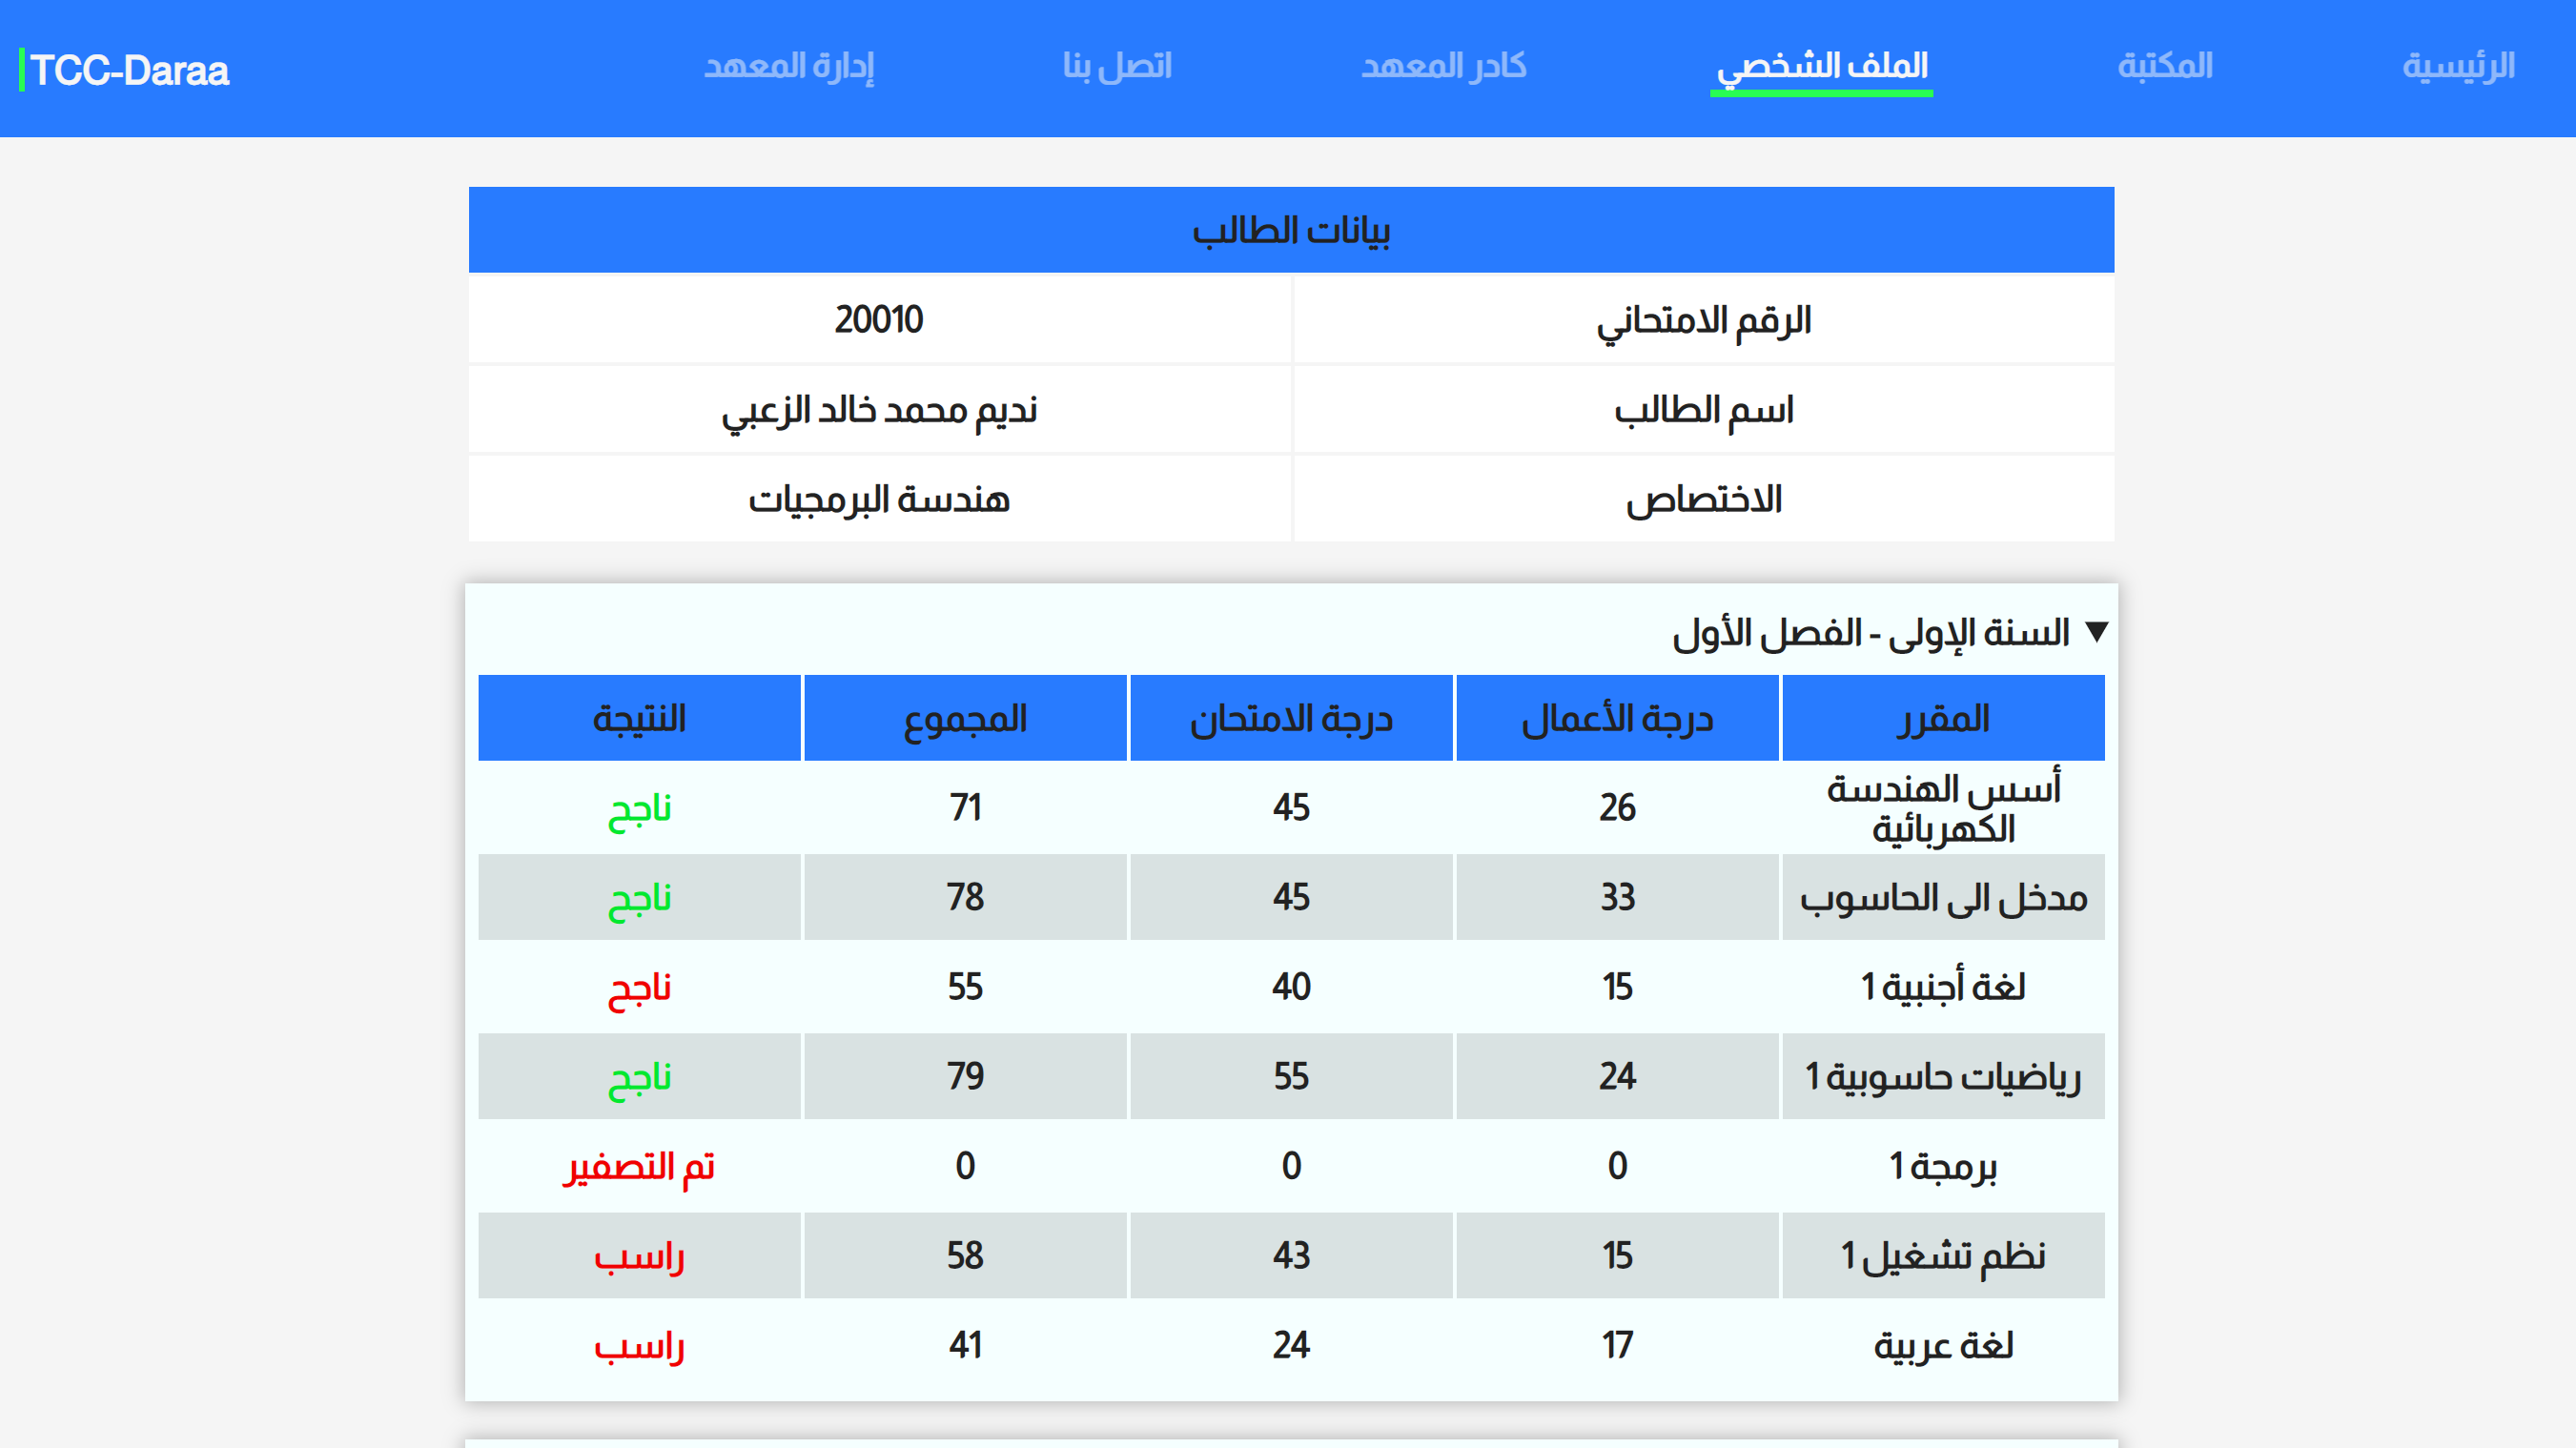 الرئيسية
المكتبة
الملف الشخصي
كادر المعهد
اتصل بنا
إدارة المعهد
TCC-Daraa
بيانات الطالب
الرقم الامتحاني 20010
اسم الطالب نديم محمد خالد الزعبي
الاختصاص هندسة البرمجيات
▼ السنة الإولى - الفصل الأول
المقرر درجة الأعمال درجة الامتحان المجموع النتيجة
أسس الهندسة
الكهربائية
26 45 71 ناجح
مدخل الى الحاسوب 33 45 78 ناجح
لغة أجنبية 1 15 40 55 ناجح
رياضيات حاسوبية 1 24 55 79 ناجح
برمجة 1 0 0 0 تم التصفير
نظم تشغيل 1 15 43 58 راسب
لغة عربية 17 24 41 راسب